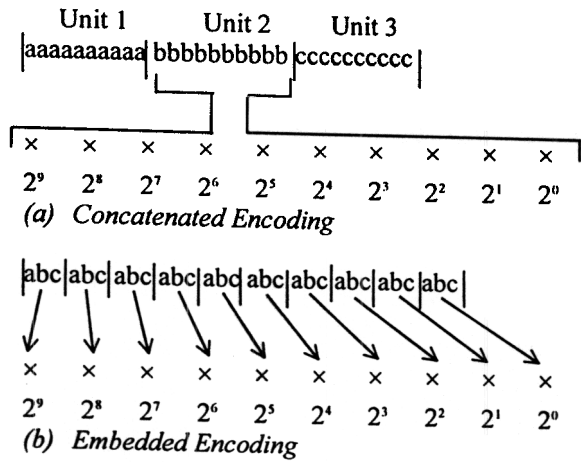 Unit 1 Unit 2 Unit 3
|aaaaaaaaaa|bbbbbbbbbb|cccccccccc|
× × × × × × × × × ×
2⁹ 2⁸ 2⁷ 2⁶ 2⁵ 2⁴ 2³ 2² 2¹ 2⁰
(a) Concatenated Encoding
|abc|abc|abc|abc|abc|abc|abc|abc|abc|abc|
× × × × × × × × × ×
2⁹ 2⁸ 2⁷ 2⁶ 2⁵ 2⁴ 2³ 2² 2¹ 2⁰
(b) Embedded Encoding